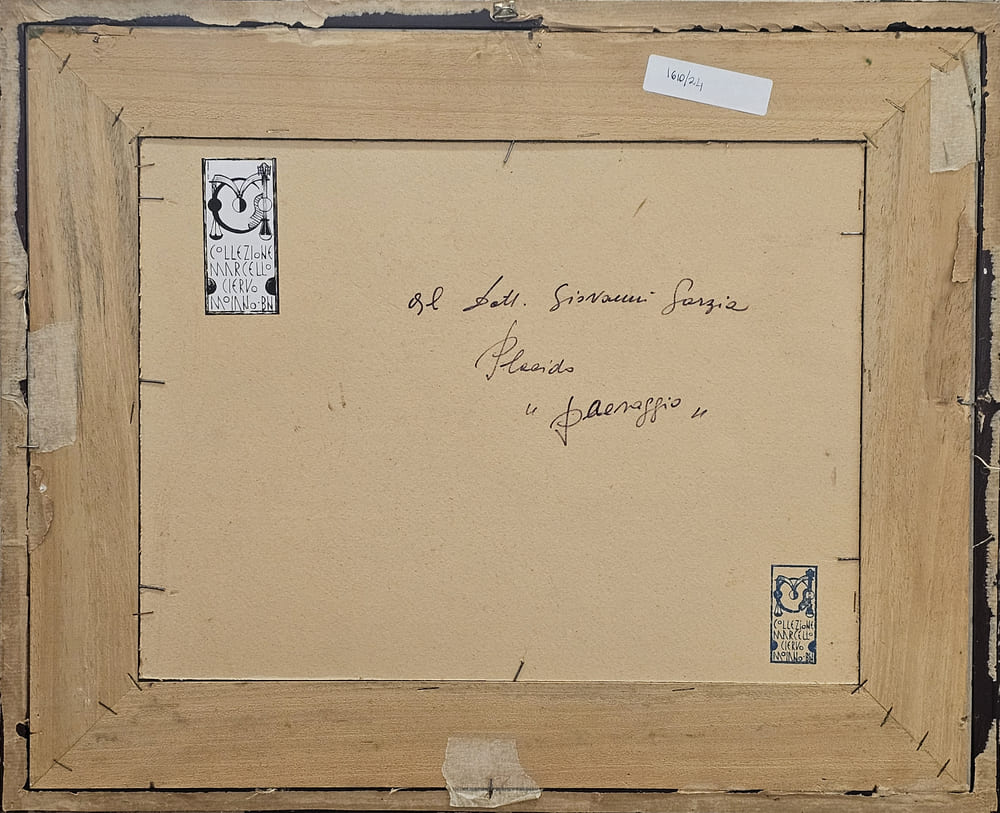 1610/24
COLLEZIONE
MARCELLO
CIERVO
MOIANO-BN
al Dott. Giovanni Garzia
Placido
"paesaggio"
COLLEZIONE
MARCELLO
CIERVO
MOIANO-BN